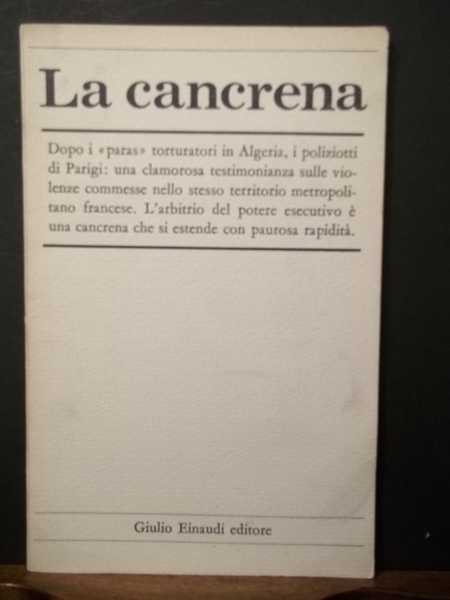 La cancrena
Dopo i «paras» torturatori in Algeria, i poliziotti
di Parigi: una clamorosa testimonianza sulle vio-
lenze commesse nello stesso territorio metropoli-
tano francese. L'arbitrio del potere esecutivo è
una cancrena che si estende con paurosa rapidità.
Giulio Einaudi editore